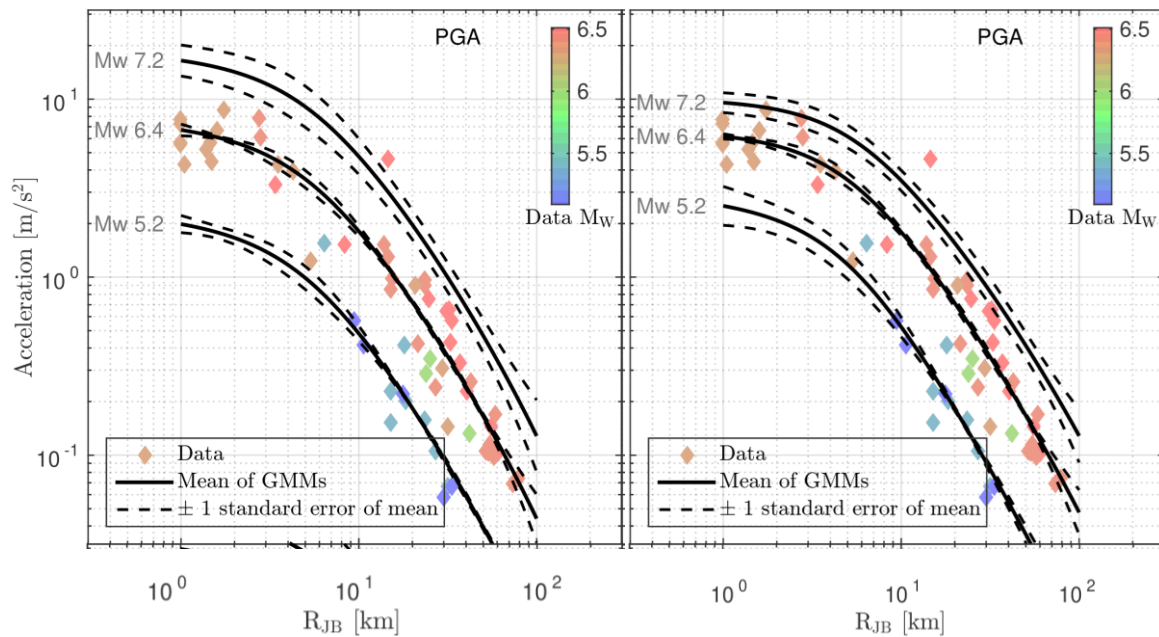 PGA
6.5
6
5.5
Data M_W
Mw 7.2
Mw 6.4
Mw 5.2
10^1
10^0
10^-1
Acceleration [m/s^2]
Data
Mean of GMMs
± 1 standard error of mean
10^0 10^1 10^2
R_JB [km]
PGA
6.5
6
5.5
Data M_W
Mw 7.2
Mw 6.4
Mw 5.2
Data
Mean of GMMs
± 1 standard error of mean
10^0 10^1 10^2
R_JB [km]